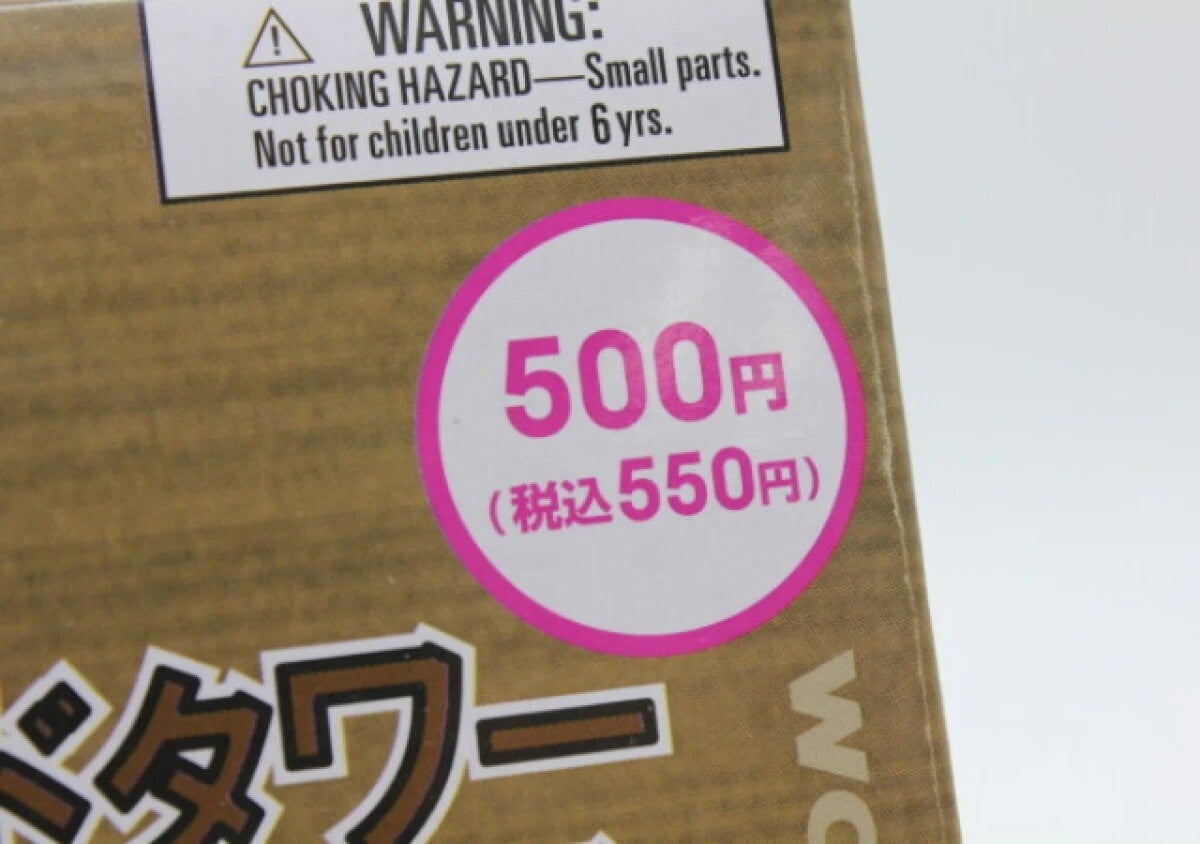 WARNING:
CHOKING HAZARD—Small parts.
Not for children under 6 yrs.
500円
(税込550円)
タワー